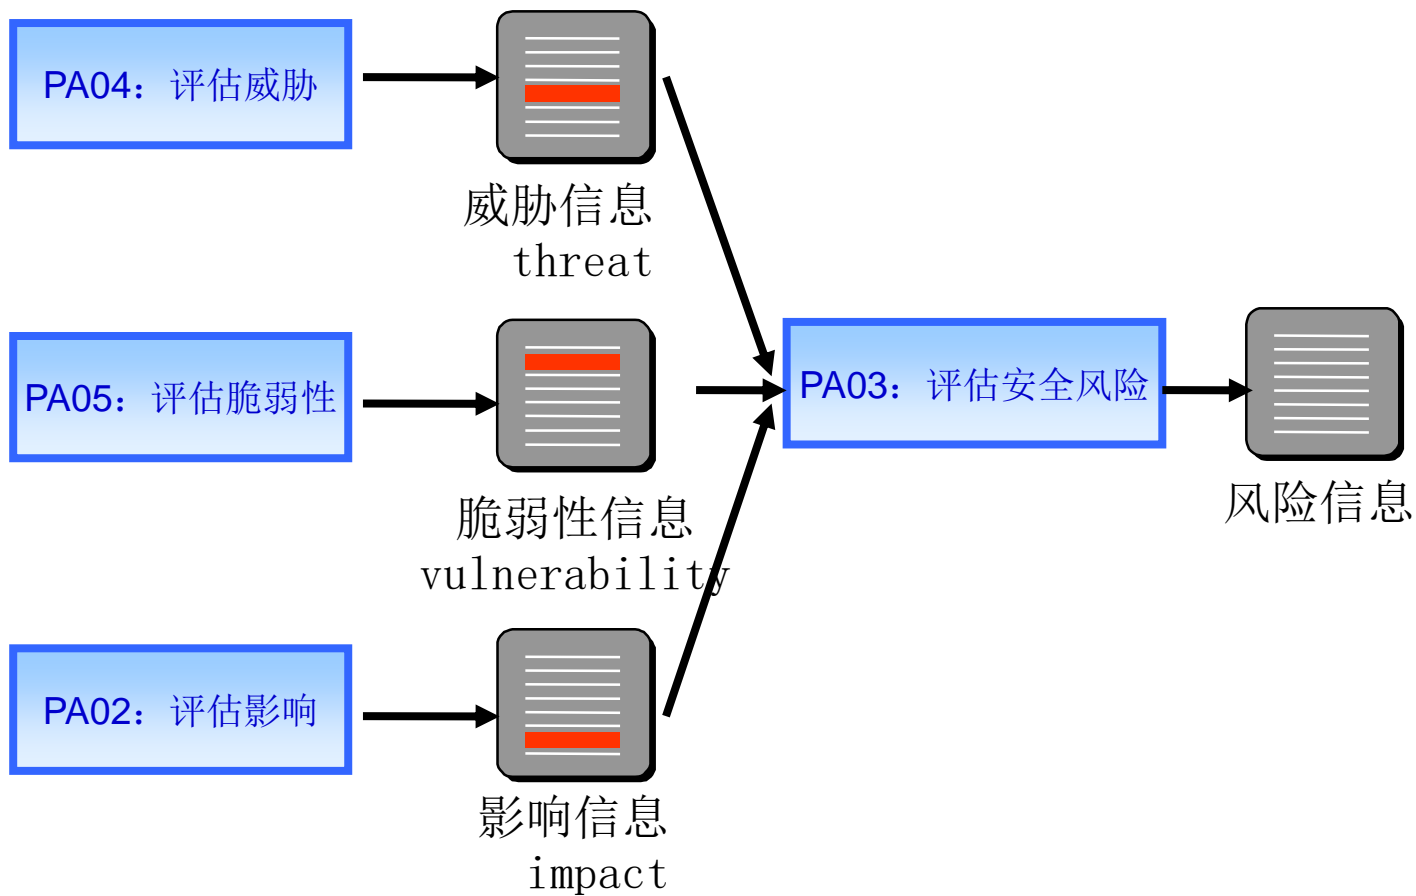 PA04：评估威胁
威胁信息
threat
PA05：评估脆弱性
脆弱性信息
vulnerability
PA02：评估影响
影响信息
impact
PA03：评估安全风险
风险信息